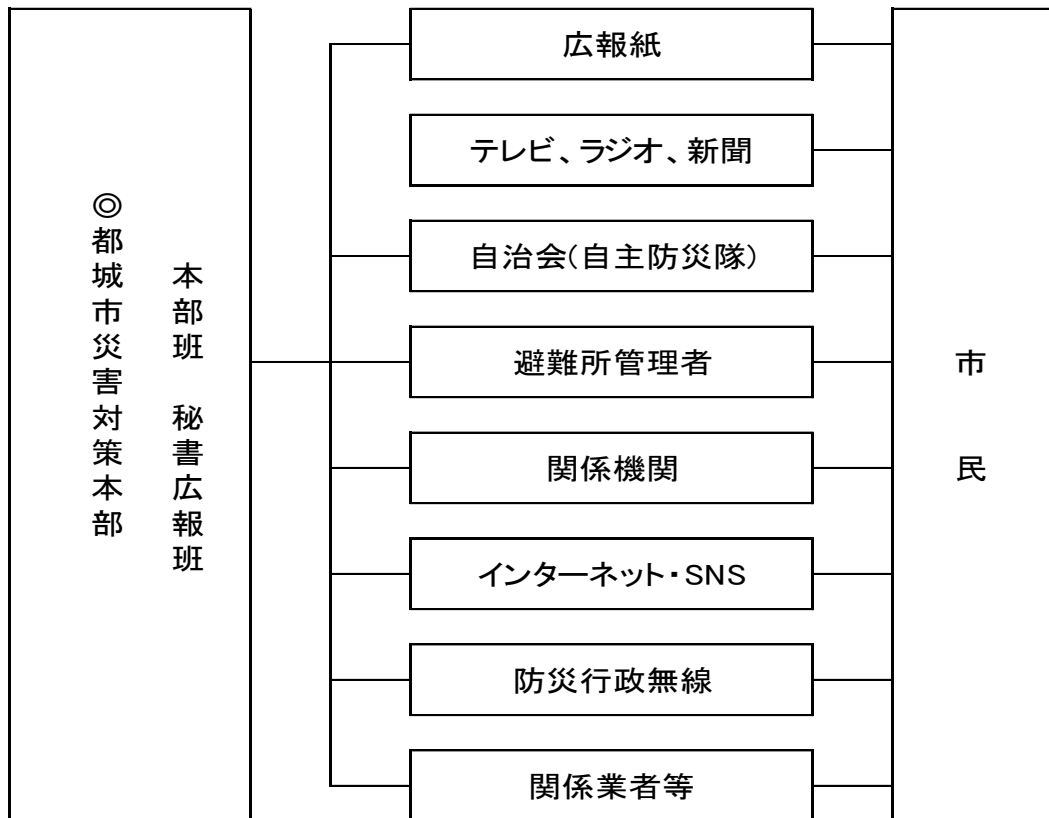 ◎都城市災害対策本部
本部班 秘書広報班
広報紙
テレビ、ラジオ、新聞
自治会(自主防災隊)
避難所管理者
関係機関
インターネット・SNS
防災行政無線
関係業者等
市民